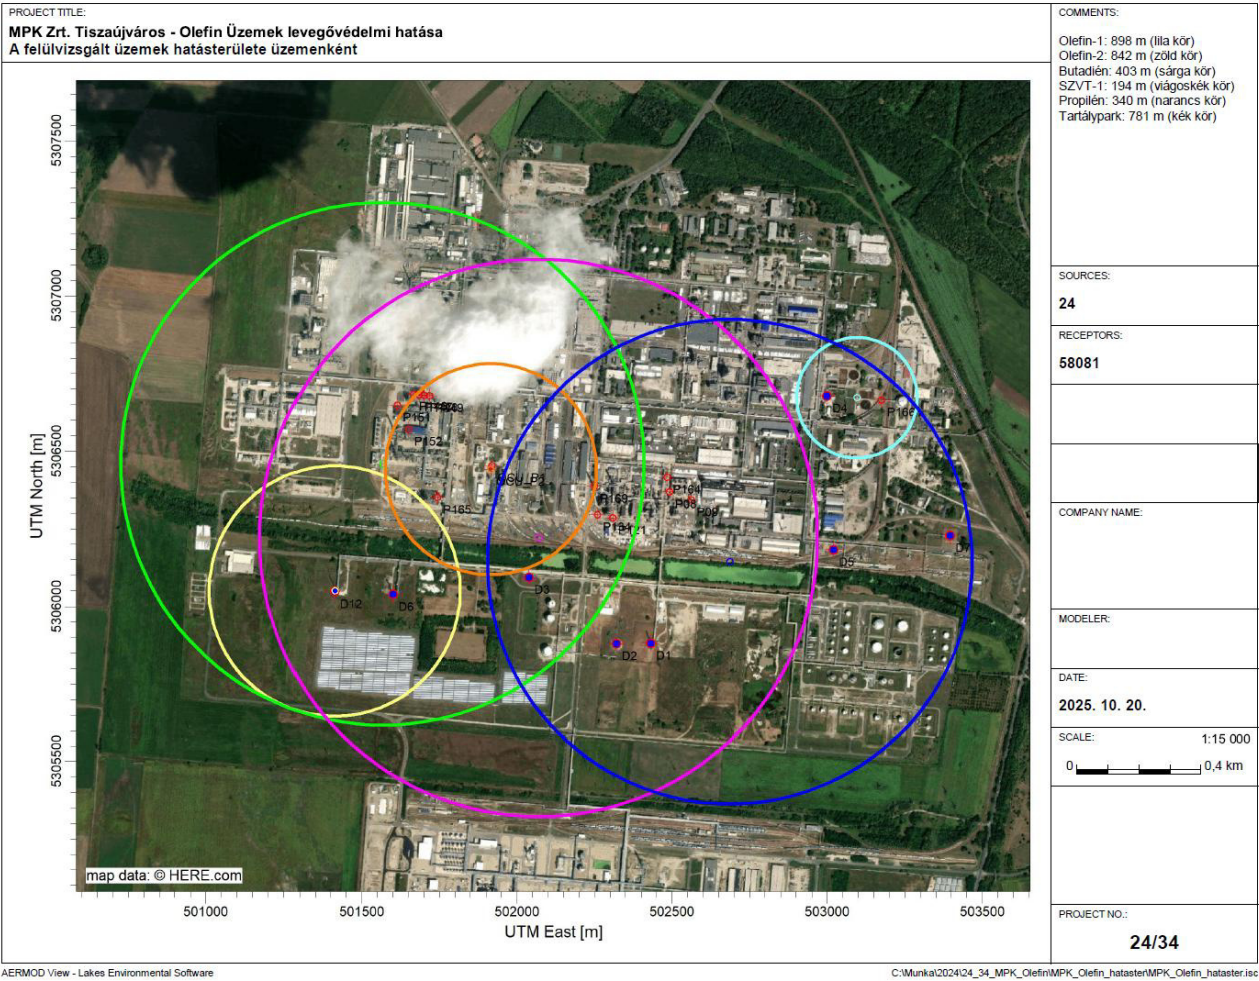 PROJECT TITLE:
MPK Zrt. Tiszaújváros - Olefin Üzemek levegővédelmi hatása
A felülvizsgált üzemek hatásterülete üzemenként
COMMENTS:
Olefin-1: 898 m (lila kör)
Olefin-2: 842 m (zöld kör)
Butadién: 403 m (sárga kör)
SZVT-1: 194 m (viágoskék kör)
Propilén: 340 m (narancs kör)
Tartálypark: 781 m (kék kör)
SOURCES:
24
RECEPTORS:
58081
COMPANY NAME:
MODELER:
DATE:
2025. 10. 20.
SCALE:
1:15 000
0
0,4 km
PROJECT NO.:
24/34
UTM North [m]
5307500
5307000
5306500
5306000
5305500
P151
P152
P165
P164
P08
P09
P166
D4
D5
D7
D12
D6
D3
D2
D1
map data: © HERE.com
501000
501500
502000
502500
503000
503500
UTM East [m]
AERMOD View - Lakes Environmental Software
C:\Munka\2024\24_34_MPK_Olefin\MPK_Olefin_hataster\MPK_Olefin_hataster.isc